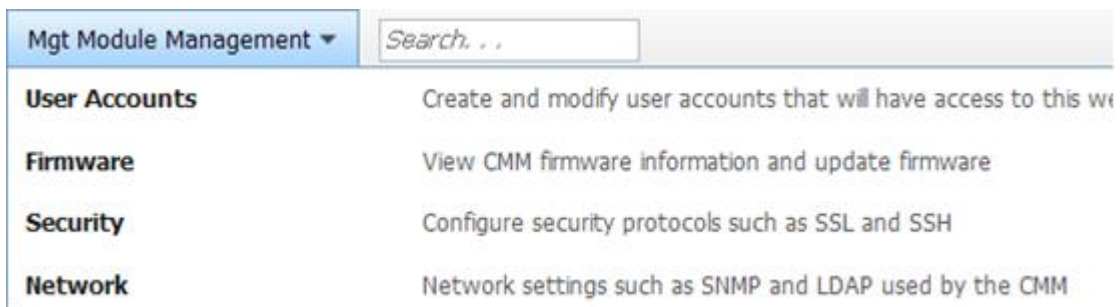 Mgt Module Management Search. . .
User Accounts Create and modify user accounts that will have access to this we
Firmware View CMM firmware information and update firmware
Security Configure security protocols such as SSL and SSH
Network Network settings such as SNMP and LDAP used by the CMM